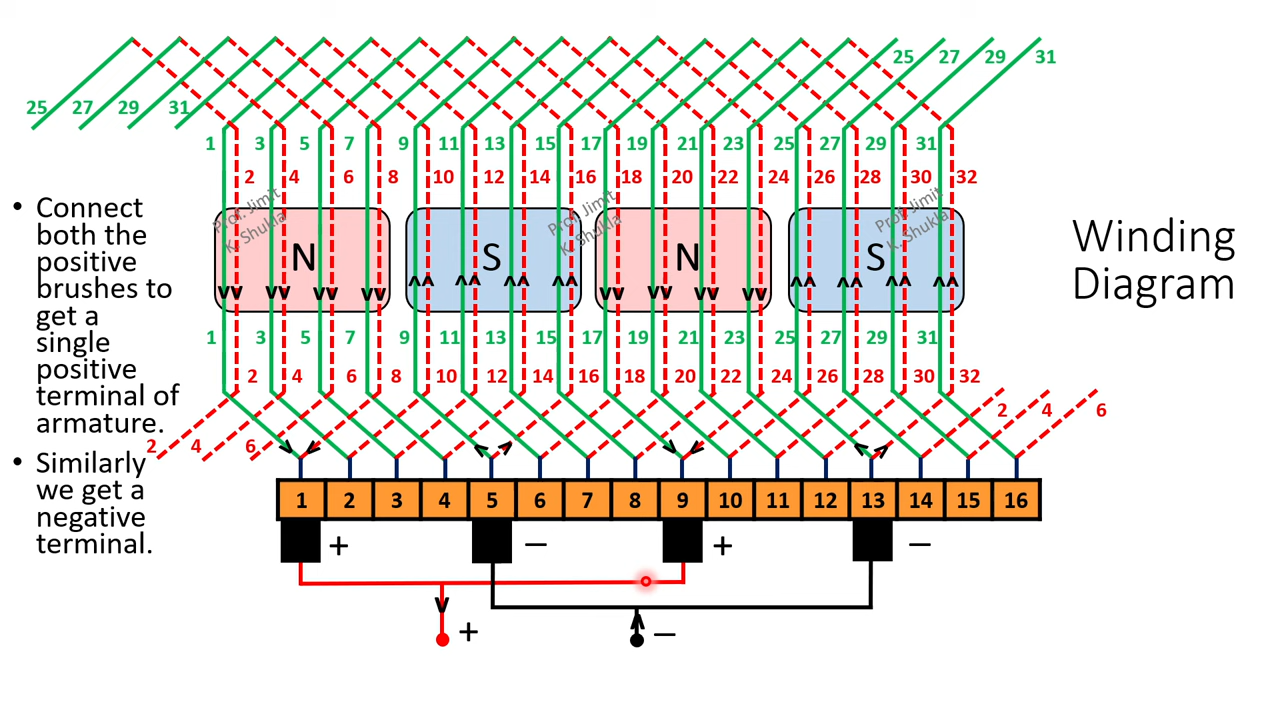 25 27 29 31
25 27 29 31
1 3 5 7 9 11 13 15 17 19 21 23 25 27 29 31
2 4 6 8 10 12 14 16 18 20 22 24 26 28 30 32
Prof. Jimit
K. Shukla
Prof. Jimit
K. Shukla
Prof. Jimit
K. Shukla
• Connect
both the
positive
brushes to
get a
single
positive
terminal of
armature.
• Similarly
we get a
negative
terminal.
N S N S
Winding
Diagram
1 3 5 7 9 11 13 15 17 19 21 23 25 27 29 31
2 4 6 8 10 12 14 16 18 20 22 24 26 28 30 32
2 4 6
2 4 6
1 2 3 4 5 6 7 8 9 10 11 12 13 14 15 16
+ − + −
+ −